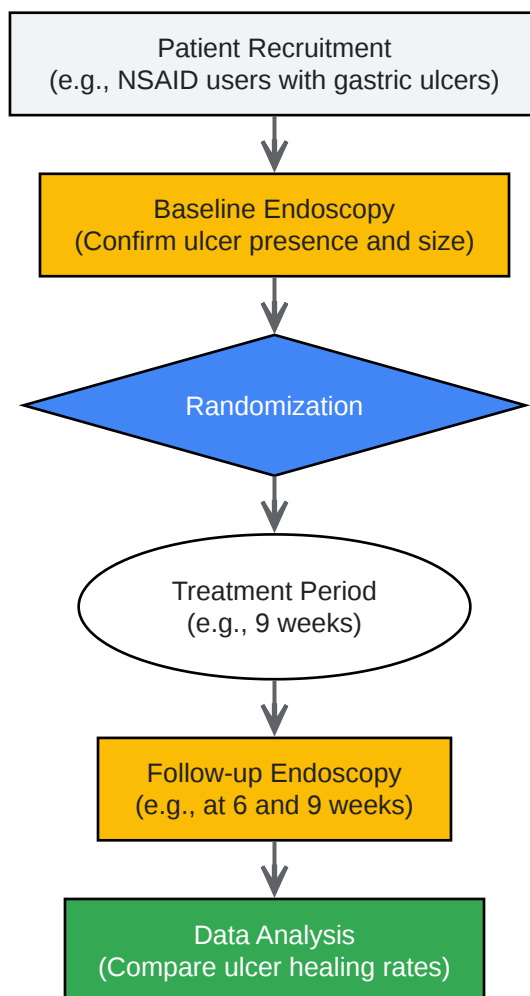 Patient Recruitment
(e.g., NSAID users with gastric ulcers)
Baseline Endoscopy
(Confirm ulcer presence and size)
Randomization
Treatment Period
(e.g., 9 weeks)
Follow-up Endoscopy
(e.g., at 6 and 9 weeks)
Data Analysis
(Compare ulcer healing rates)